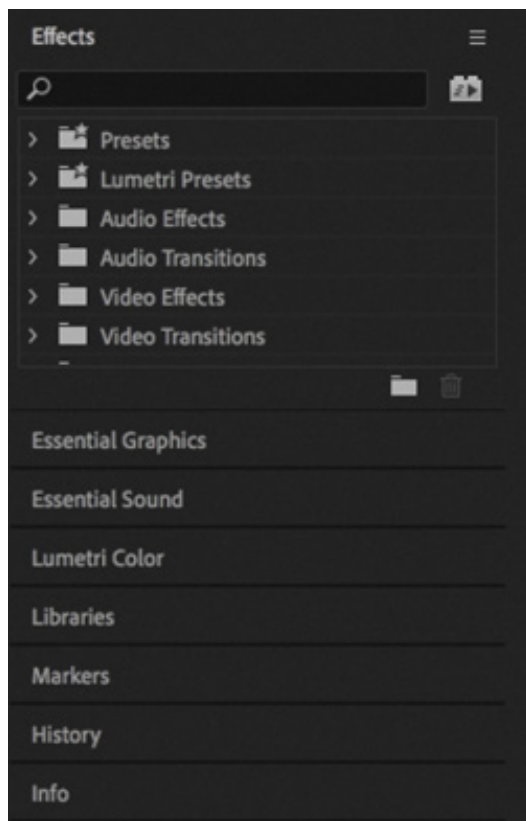 Effects
Presets
Lumetri Presets
Audio Effects
Audio Transitions
Video Effects
Video Transitions
Essential Graphics
Essential Sound
Lumetri Color
Libraries
Markers
History
Info